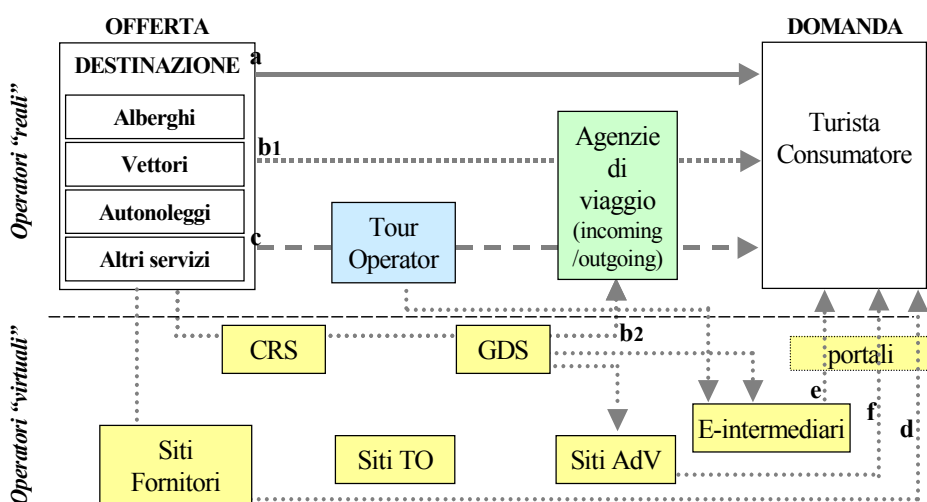 OFFERTA
DOMANDA
Operatori “reali”
DESTINAZIONE
a
Alberghi
Vettori
Autonoleggi
Altri servizi
b1
c
Tour
Operator
Agenzie
di
viaggio
(incoming
/outgoing)
Turista
Consumatore
Operatori “virtuali”
CRS
GDS
b2
portali
e
f
d
E-intermediari
Siti
Fornitori
Siti TO
Siti AdV